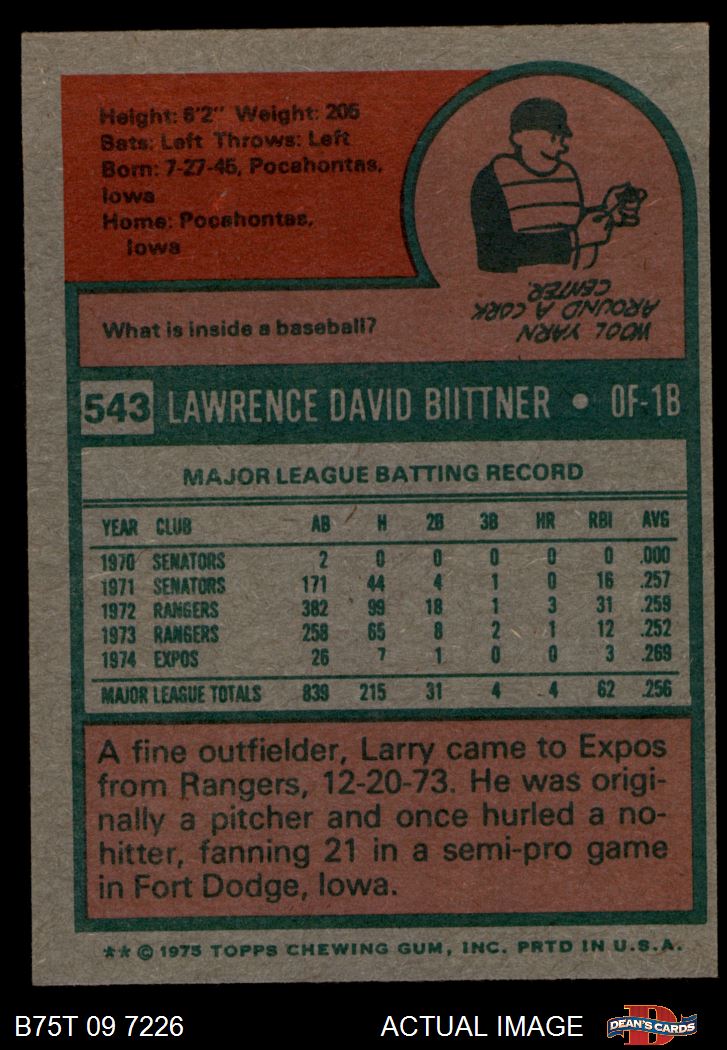 Height: 6'2" Weight: 205
Bats: Left Throws: Left
Born: 7-27-45, Pocahontas,
Iowa
Home: Pocahontas,
Iowa
What is inside a baseball?
WOOL YARN
AROUND A CORK
CENTER.
543 LAWRENCE DAVID BIITTNER • OF-1B
MAJOR LEAGUE BATTING RECORD
YEAR CLUB AB H 2B 3B HR RBI AVG
1970 SENATORS 2 0 0 0 0 0 .000
1971 SENATORS 171 44 4 1 0 16 .257
1972 RANGERS 382 99 18 1 3 31 .259
1973 RANGERS 258 65 8 2 1 12 .252
1974 EXPOS 26 7 1 0 0 3 .269
MAJOR LEAGUE TOTALS 839 215 31 4 4 62 .256
A fine outfielder, Larry came to Expos
from Rangers, 12-20-73. He was origi-
nally a pitcher and once hurled a no-
hitter, fanning 21 in a semi-pro game
in Fort Dodge, Iowa.
** © 1975 TOPPS CHEWING GUM, INC. PRTD IN U.S.A.
B75T 09 7226 ACTUAL IMAGE DEAN'S CARDS